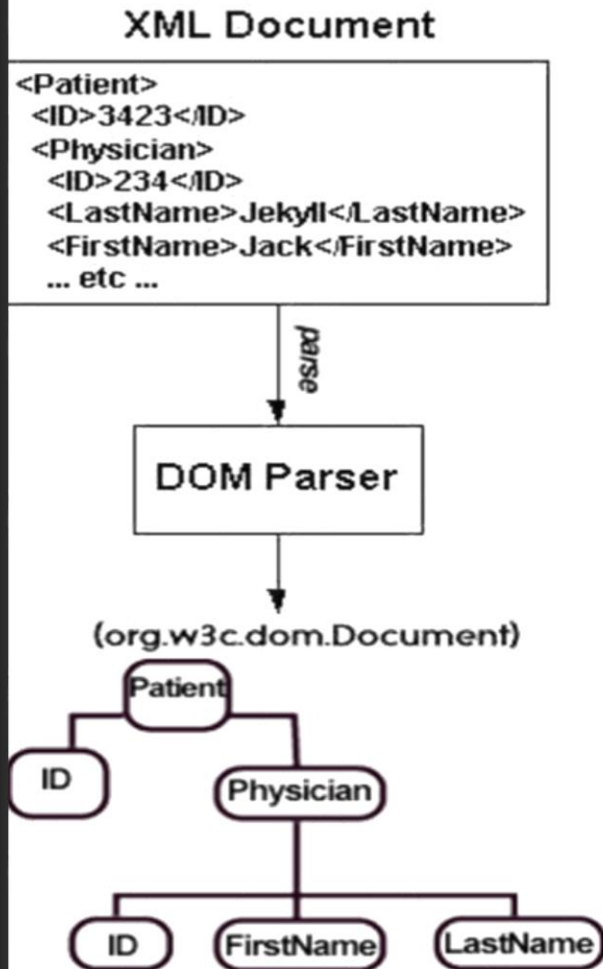 XML Document
<Patient>
<ID>3423</ID>
<Physician>
<ID>234</ID>
<LastName>Jekyll</LastName>
<FirstName>Jack</FirstName>
... etc ...
parse
DOM Parser
(org.w3c.dom.Document)
Patient
ID
Physician
ID
FirstName
LastName